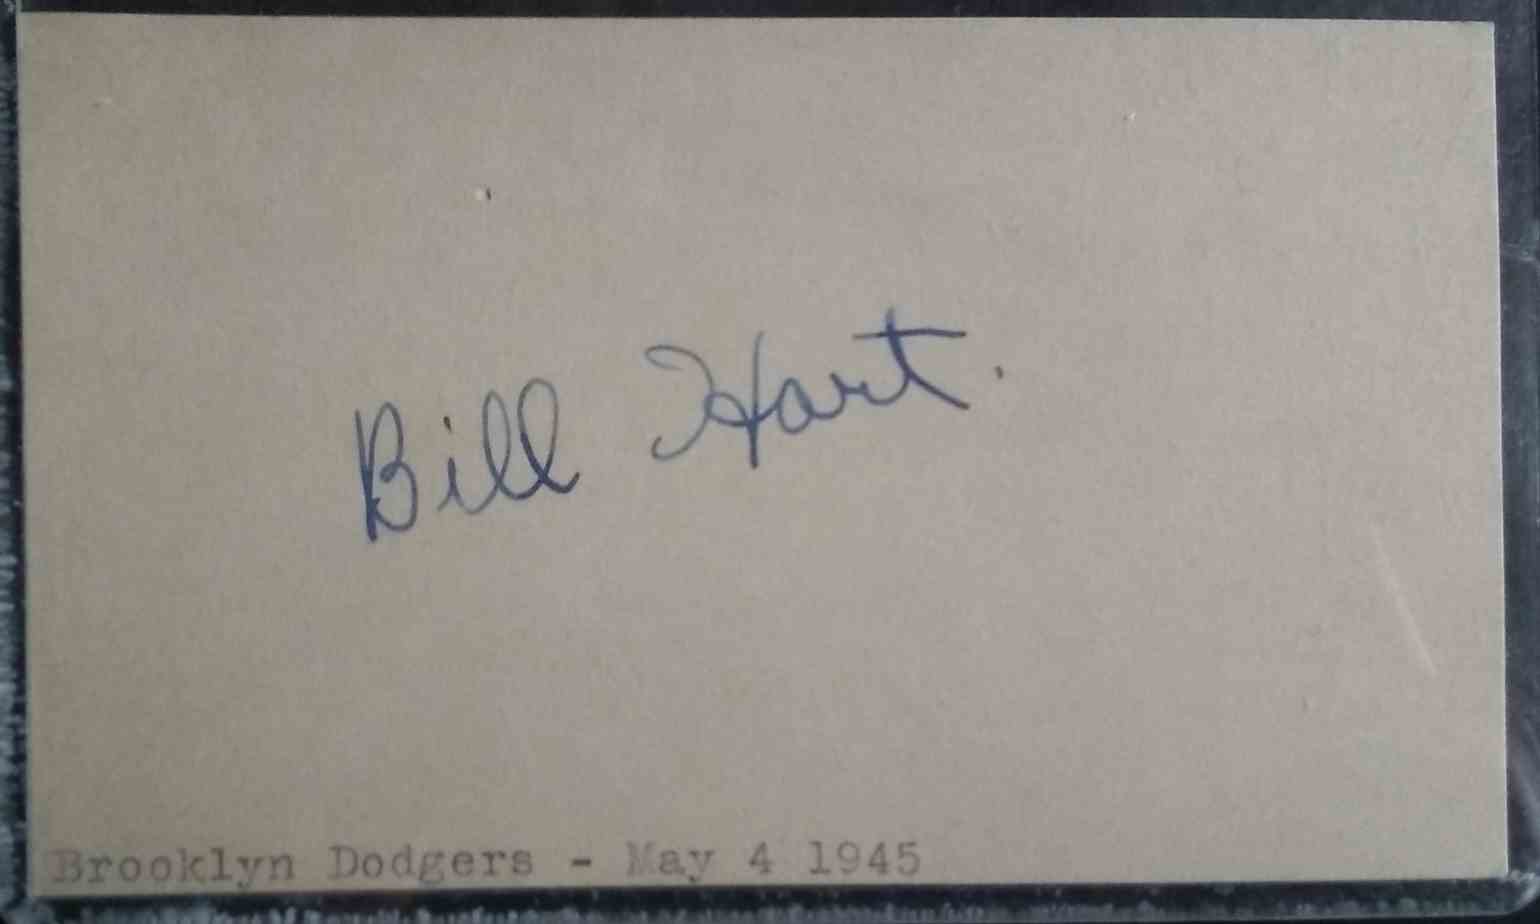 Bill Hart.
Brooklyn Dodgers - May 4 1945